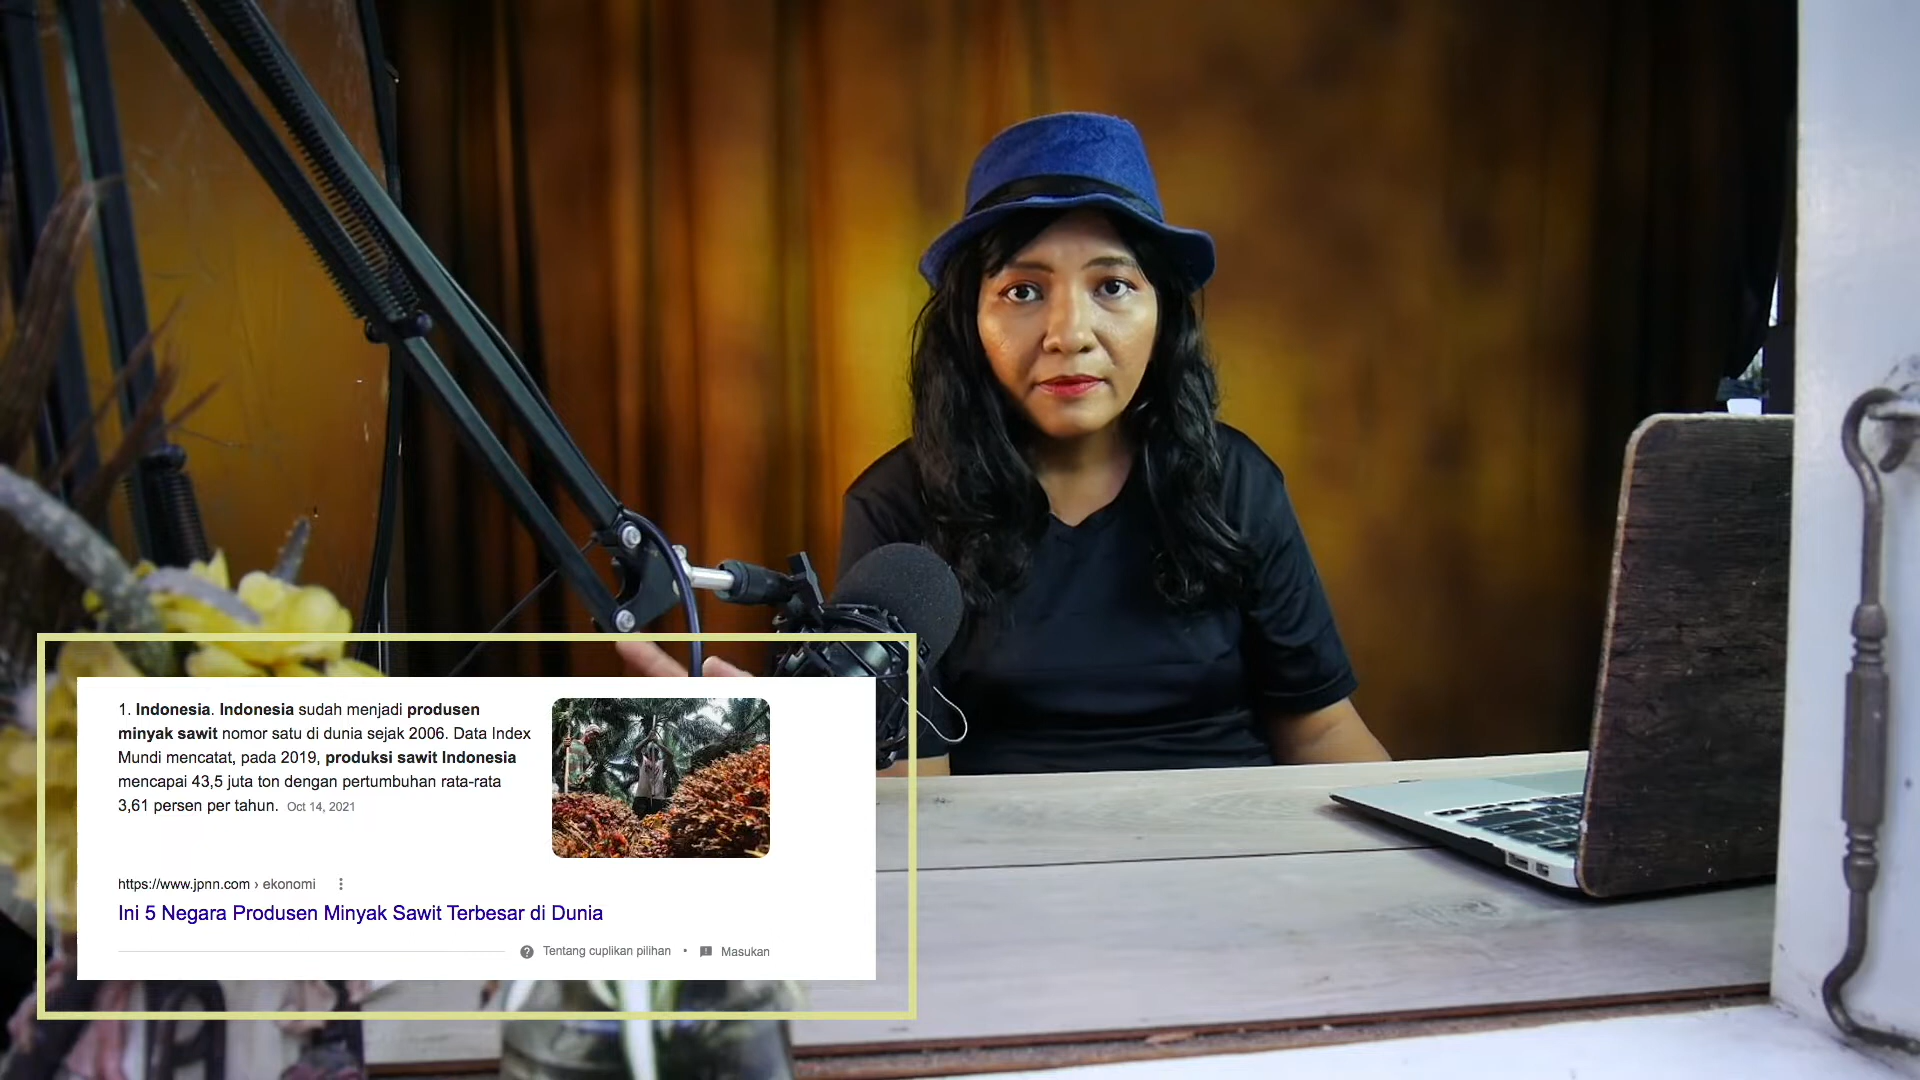 1. Indonesia. Indonesia sudah menjadi produsen
minyak sawit nomor satu di dunia sejak 2006. Data Index
Mundi mencatat, pada 2019, produksi sawit Indonesia
mencapai 43,5 juta ton dengan pertumbuhan rata-rata
3,61 persen per tahun. Oct 14, 2021
https://www.jpnn.com › ekonomi
Ini 5 Negara Produsen Minyak Sawit Terbesar di Dunia
Tentang cuplikan pilihan • Masukan